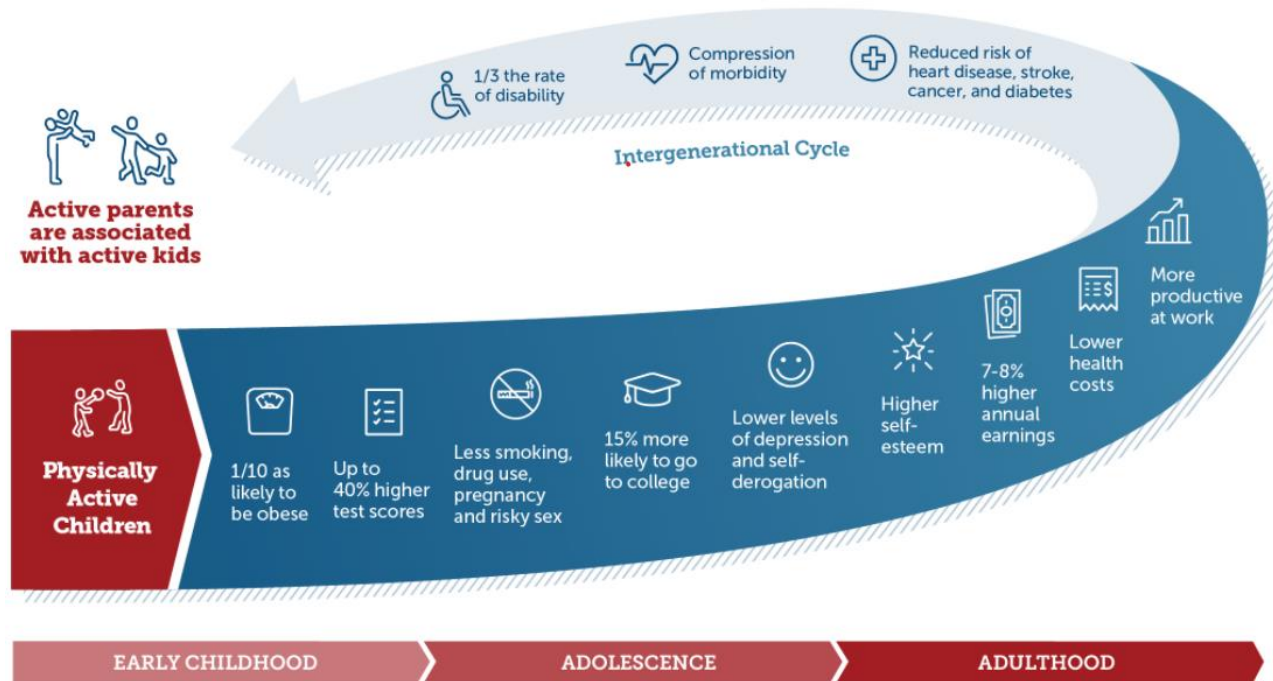 1/3 the rate
of disability
Compression
of morbidity
Reduced risk of
heart disease, stroke,
cancer, and diabetes
Intergenerational Cycle
Active parents
are associated
with active kids
Physically
Active
Children
1/10 as
likely to
be obese
Up to
40% higher
test scores
Less smoking,
drug use,
pregnancy
and risky sex
15% more
likely to go
to college
Lower levels
of depression
and self-
derogation
Higher
self-
esteem
7-8%
higher
annual
earnings
Lower
health
costs
More
productive
at work
EARLY CHILDHOOD
ADOLESCENCE
ADULTHOOD